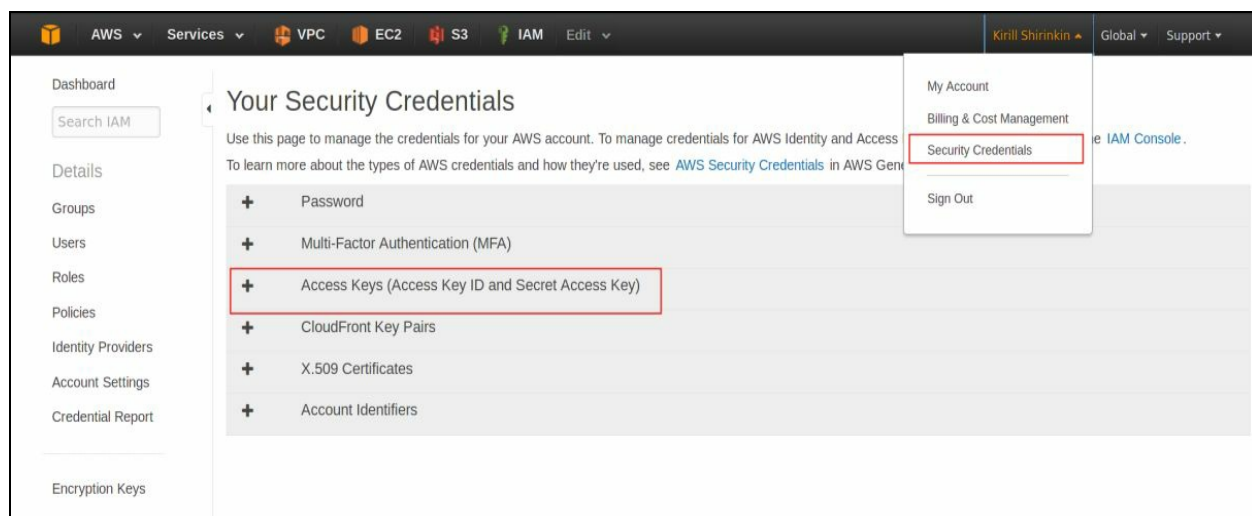 AWS Services VPC EC2 S3 IAM Edit Kirill Shirinkin Global Support
Dashboard
Search IAM
Details
Groups
Users
Roles
Policies
Identity Providers
Account Settings
Credential Report
Encryption Keys
Your Security Credentials
Use this page to manage the credentials for your AWS account. To manage credentials for AWS Identity and Access e IAM Console.
To learn more about the types of AWS credentials and how they're used, see AWS Security Credentials in AWS Gene
+ Password
+ Multi-Factor Authentication (MFA)
+ Access Keys (Access Key ID and Secret Access Key)
+ CloudFront Key Pairs
+ X.509 Certificates
+ Account Identifiers
My Account
Billing & Cost Management
Security Credentials
Sign Out